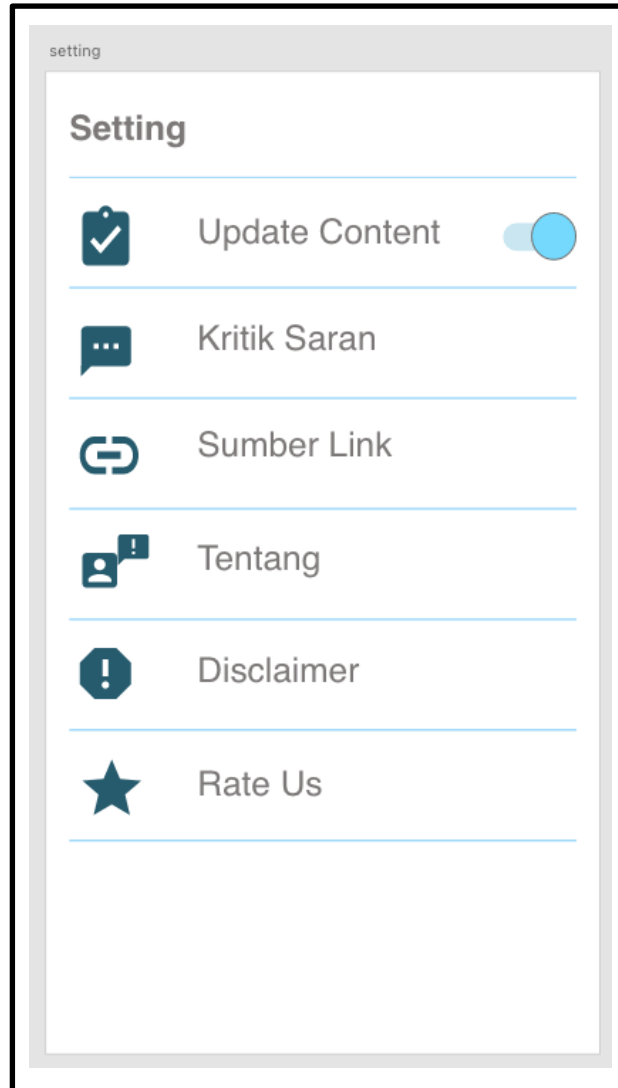 setting
Setting
Update Content
Kritik Saran
Sumber Link
Tentang
Disclaimer
Rate Us